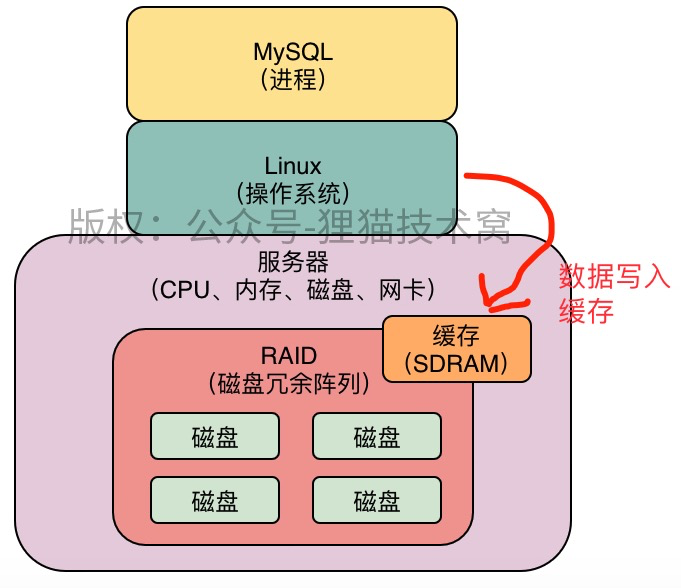 MySQL
（进程）
Linux
（操作系统）
版权：公众号-狸猫技术窝
服务器
（CPU、内存、磁盘、网卡）
数据写入
缓存
缓存
（SDRAM）
RAID
（磁盘冗余阵列）
磁盘
磁盘
磁盘
磁盘